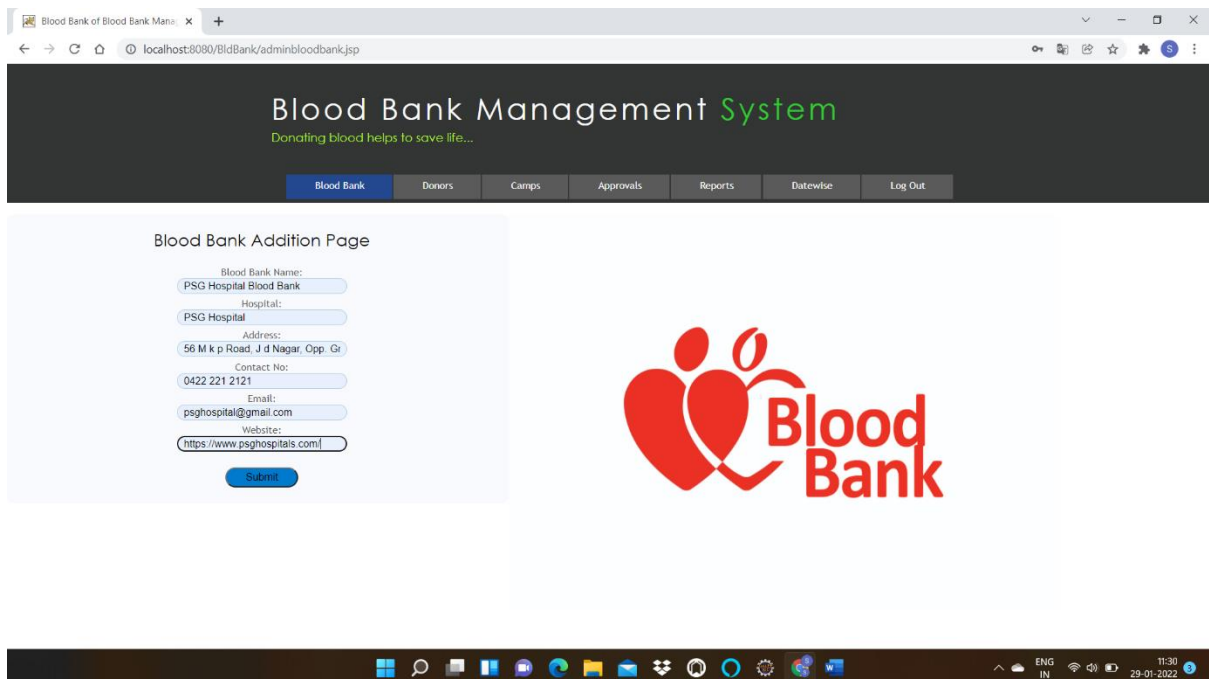 Blood Bank of Blood Bank Mana
localhost:8080/BldBank/adminbloodbank.jsp
S
Blood Bank Management System
Donating blood helps to save life...
Blood Bank Donors Camps Approvals Reports Datewise Log Out
Blood Bank Addition Page
Blood Bank Name:
PSG Hospital Blood Bank
Hospital:
PSG Hospital
Address:
56 M k p Road, J d Nagar, Opp. Gr
Contact No:
0422 221 2121
Email:
psghospital@gmail.com
Website:
https://www.psghospitals.com/
Submit
Blood
Bank
ENG
IN
11:30
29-01-2022
3